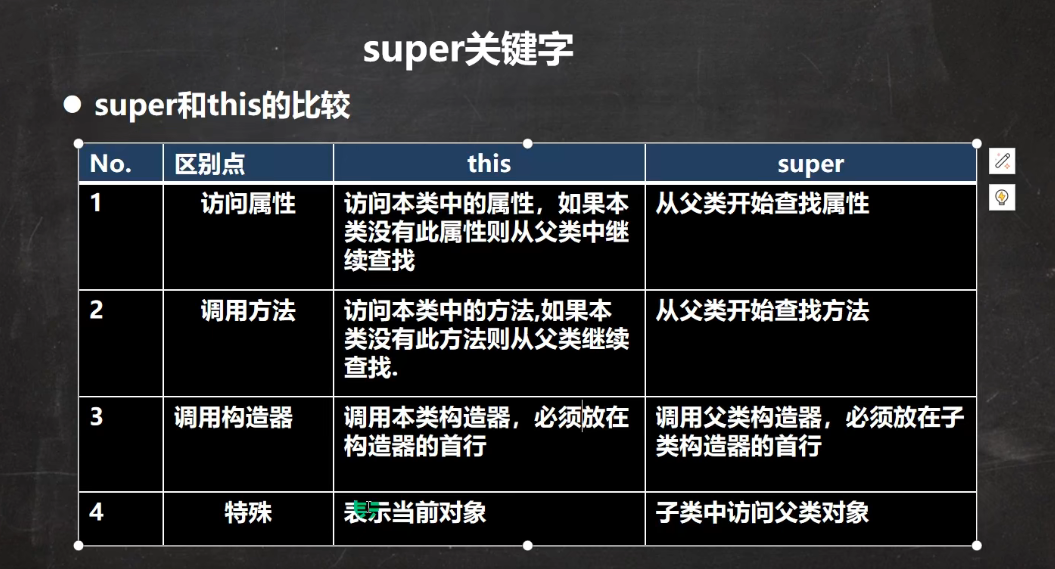 super关键字
super和this的比较
No. 区别点 this super
1 访问属性 访问本类中的属性，如果本类没有此属性则从父类中继续查找 从父类开始查找属性
2 调用方法 访问本类中的方法,如果本类没有此方法则从父类继续查找. 从父类开始查找方法
3 调用构造器 调用本类构造器，必须放在构造器的首行 调用父类构造器，必须放在子类构造器的首行
4 特殊 表示当前对象 子类中访问父类对象